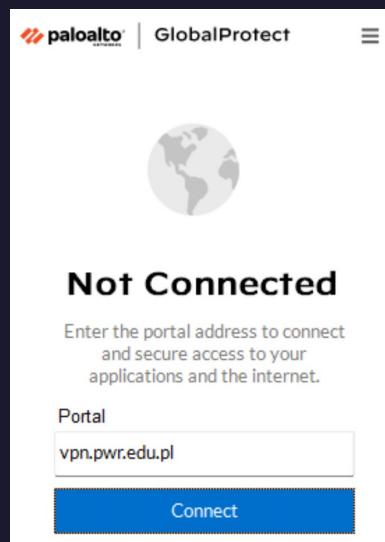 paloalto NETWORKS GlobalProtect
Not Connected
Enter the portal address to connect
and secure access to your
applications and the internet.
Portal
vpn.pwr.edu.pl
Connect